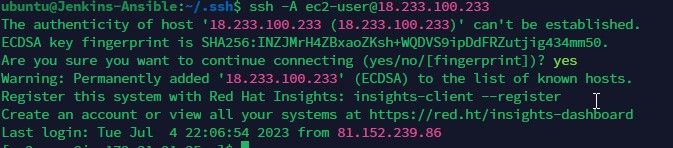 ubuntu@Jenkins-Ansible:~/.ssh$ ssh -A ec2-user@18.233.100.233
The authenticity of host '18.233.100.233 (18.233.100.233)' can't be established.
ECDSA key fingerprint is SHA256:INZJMrH4ZBxaoZKsh+WQDVS9ipDdFRZutjig434mm50.
Are you sure you want to continue connecting (yes/no/[fingerprint])? yes
Warning: Permanently added '18.233.100.233' (ECDSA) to the list of known hosts.
Register this system with Red Hat Insights: insights-client --register
Create an account or view all your systems at https://red.ht/insights-dashboard
Last login: Tue Jul  4 22:06:54 2023 from 81.152.239.86